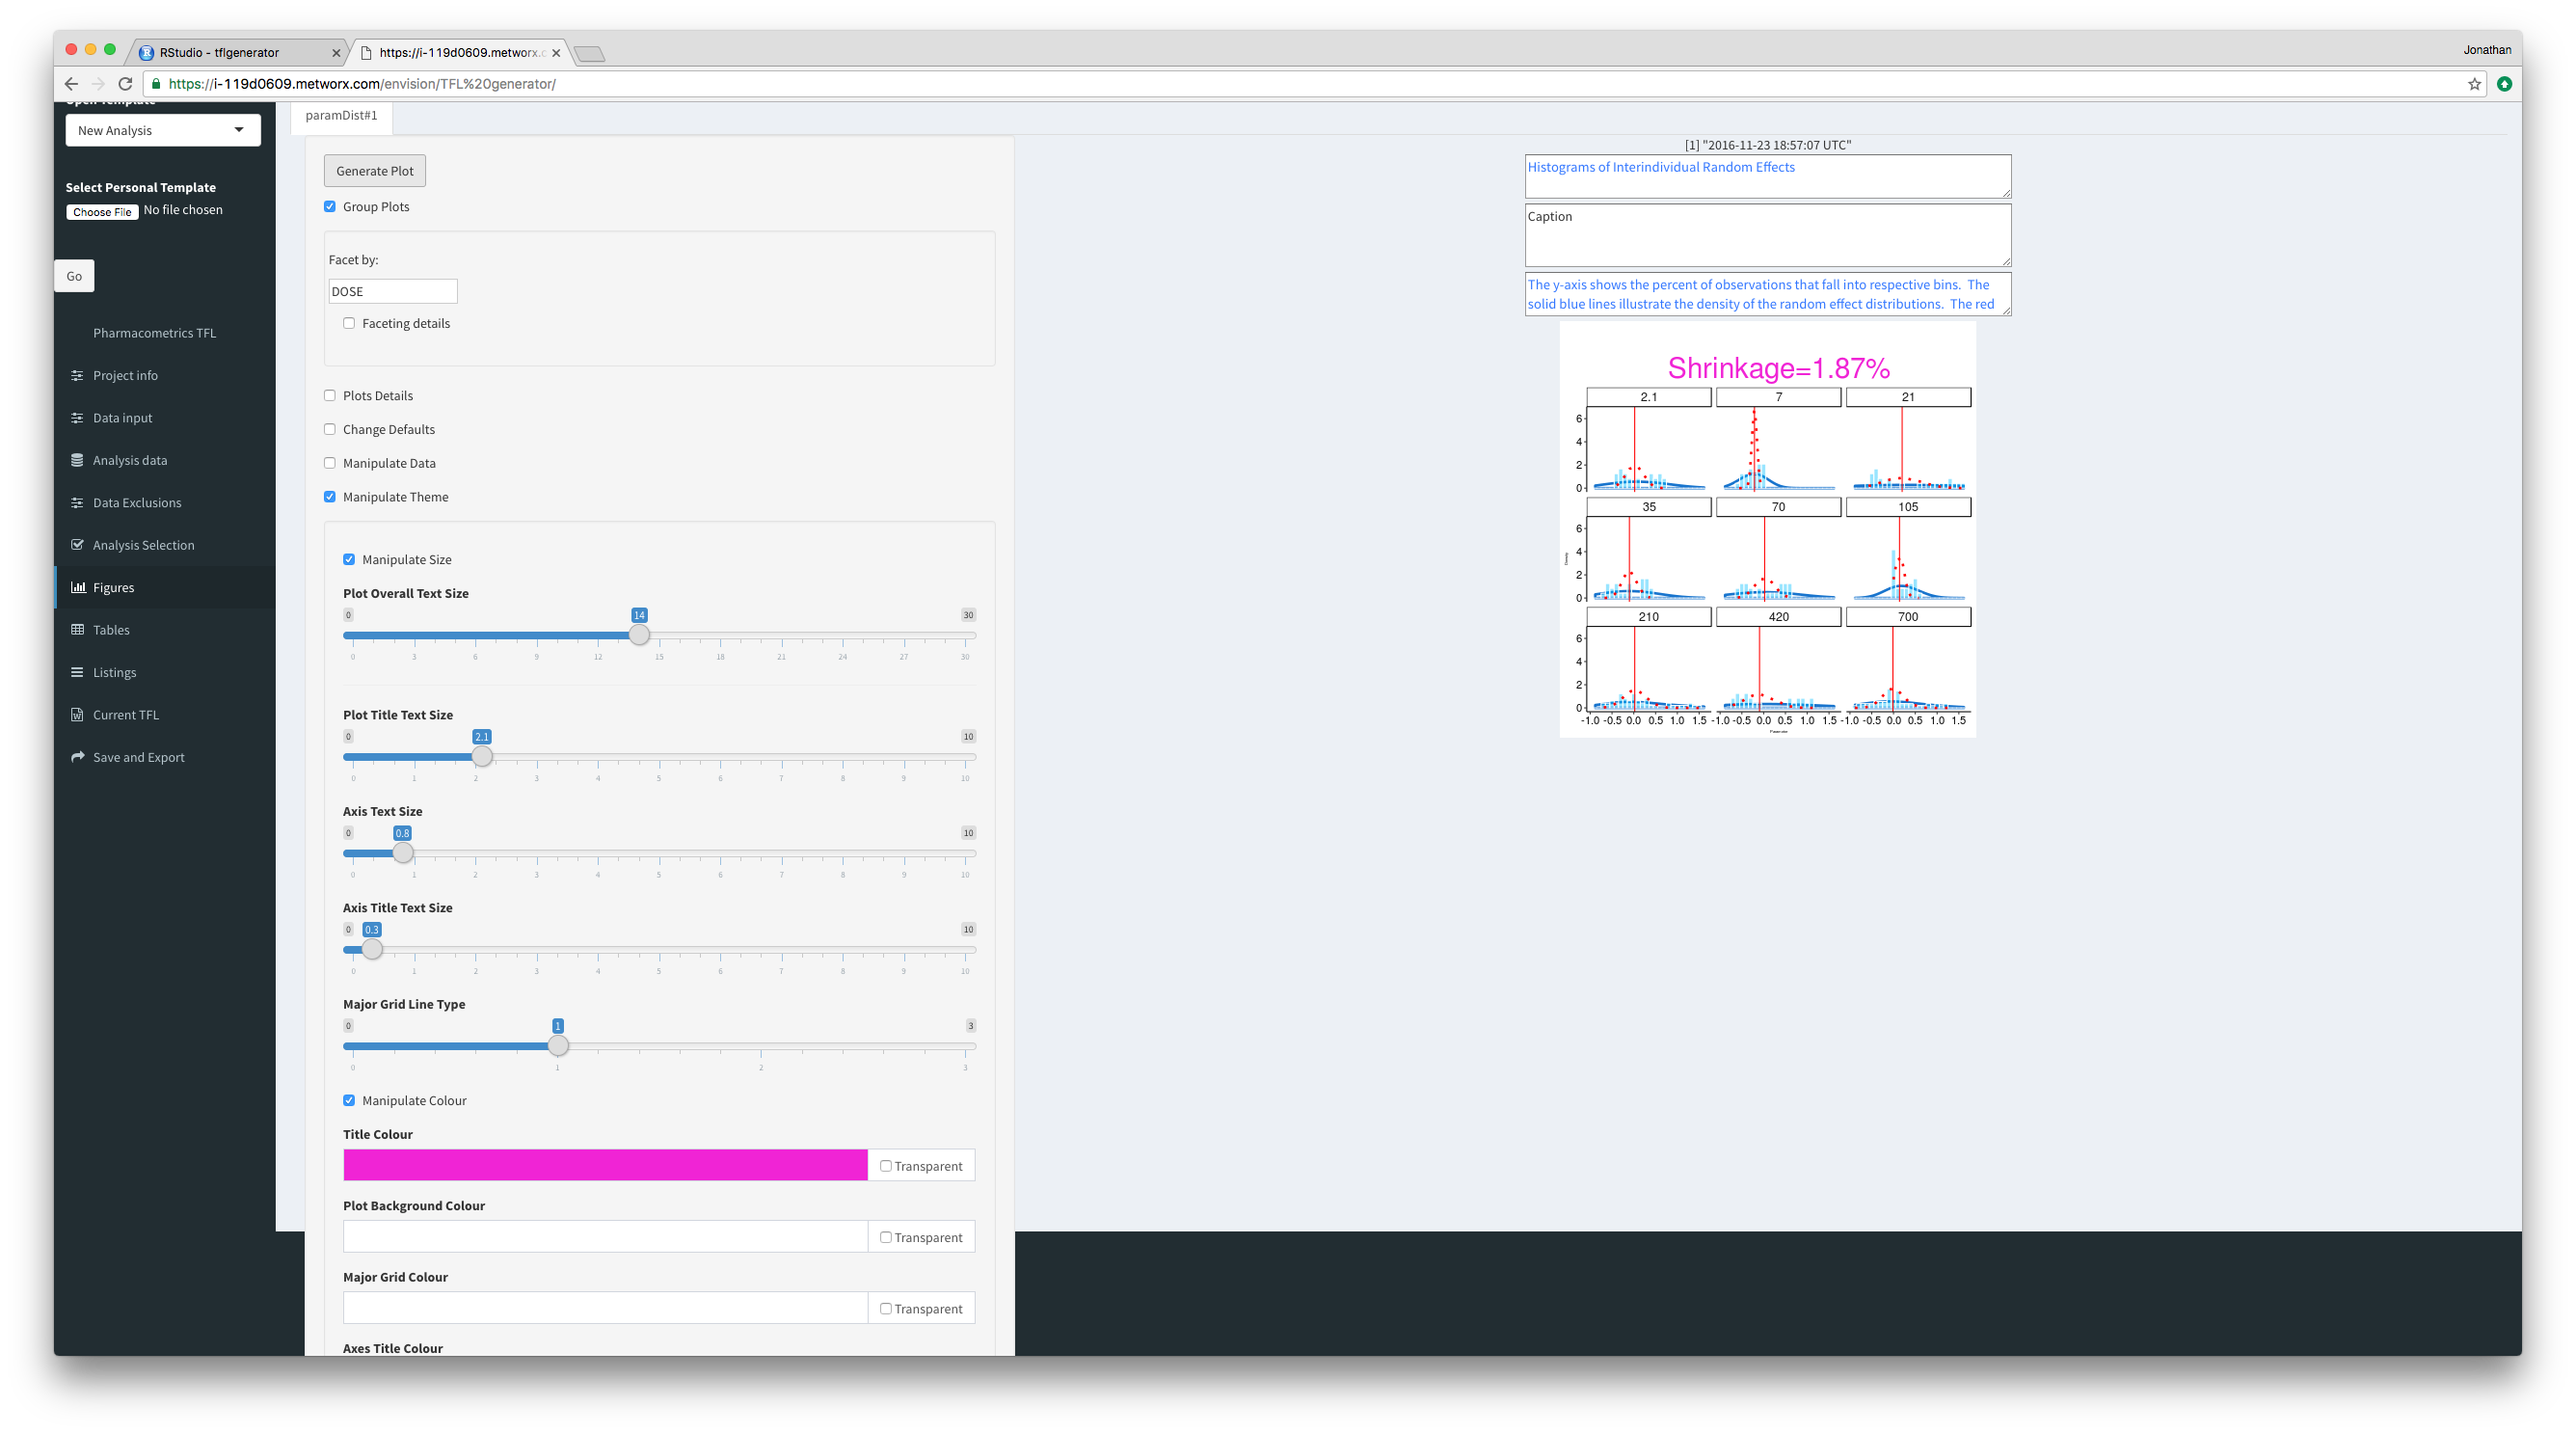 RStudio - tflgenerator
https://i-119d0609.metworx.c
Jonathan
https://i-119d0609.metworx.com/envision/TFL%20generator/
New Analysis
Select Personal Template
Choose File No file chosen
Go
Pharmacometrics TFL
Project info
Data input
Analysis data
Data Exclusions
Analysis Selection
Figures
Tables
Listings
Current TFL
Save and Export
paramDist#1
Generate Plot
Group Plots
Facet by:
DOSE
Faceting details
Plots Details
Change Defaults
Manipulate Data
Manipulate Theme
Manipulate Size
Plot Overall Text Size
0 14 30
0 3 6 9 12 15 18 21 24 27 30
Plot Title Text Size
0 2.1 10
0 1 2 3 4 5 6 7 8 9 10
Axis Text Size
0 0.8 10
0 1 2 3 4 5 6 7 8 9 10
Axis Title Text Size
0 0.3 10
0 1 2 3 4 5 6 7 8 9 10
Major Grid Line Type
0 1 3
0 1 2 3
Manipulate Colour
Title Colour
Transparent
Plot Background Colour
Transparent
Major Grid Colour
Transparent
Axes Title Colour
[1] "2016-11-23 18:57:07 UTC"
Histograms of Interindividual Random Effects
Caption
The y-axis shows the percent of observations that fall into respective bins. The
solid blue lines illustrate the density of the random effect distributions. The red
Shrinkage=1.87%
2.1 7 21
6
4
2
0
35 70 105
6
4
2
0
210 420 700
6
4
2
0
-1.0 -0.5 0.0 0.5 1.0 1.5 -1.0 -0.5 0.0 0.5 1.0 1.5 -1.0 -0.5 0.0 0.5 1.0 1.5